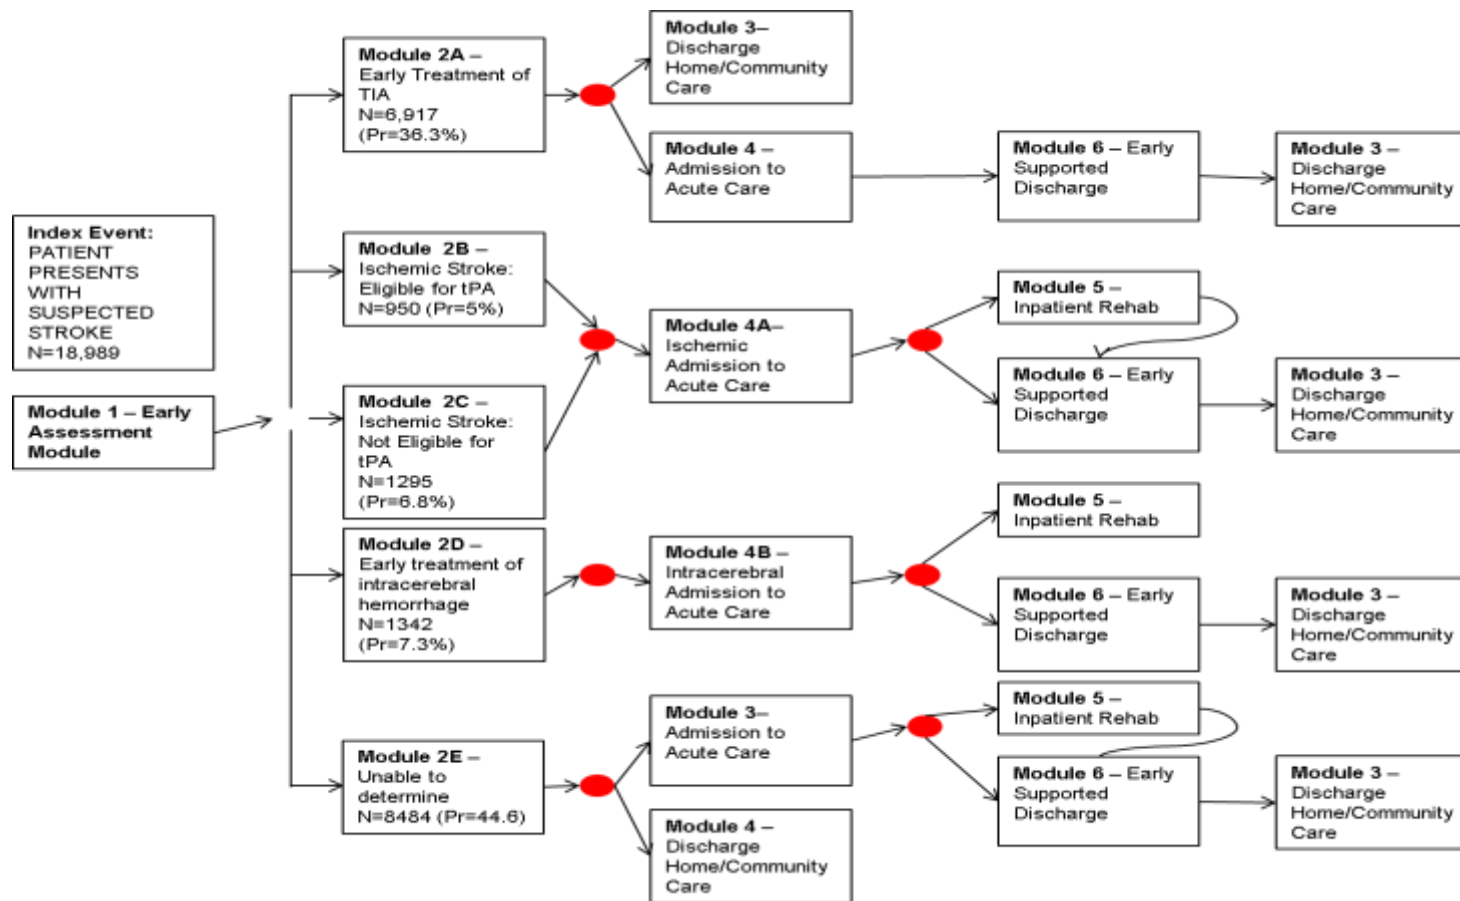 Index Event:
PATIENT
PRESENTS
WITH
SUSPECTED
STROKE
N=18,989
Module 1 – Early
Assessment
Module
Module 2A –
Early Treatment of
TIA
N=6,917
(Pr=36.3%)
Module 3–
Discharge
Home/Community
Care
Module 4 –
Admission to
Acute Care
Module 6 – Early
Supported
Discharge
Module 3 –
Discharge
Home/Community
Care
Module  2B –
Ischemic Stroke:
Eligible for tPA
N=950 (Pr=5%)
Module  2C –
Ischemic Stroke:
Not Eligible for
tPA
N=1295
(Pr=6.8%)
Module 4A–
Ischemic
Admission to
Acute Care
Module 5 –
Inpatient Rehab
Module 6 – Early
Supported
Discharge
Module 3 –
Discharge
Home/Community
Care
Module 2D –
Early treatment of
intracerebral
hemorrhage
N=1342
(Pr=7.3%)
Module 4B –
Intracerebral
Admission to
Acute Care
Module 5 –
Inpatient Rehab
Module 6 – Early
Supported
Discharge
Module 3 –
Discharge
Home/Community
Care
Module 2E –
Unable to
determine
N=8484 (Pr=44.6)
Module 3–
Admission to
Acute Care
Module 4 –
Discharge
Home/Community
Care
Module 5 –
Inpatient Rehab
Module 6 – Early
Supported
Discharge
Module 3 –
Discharge
Home/Community
Care